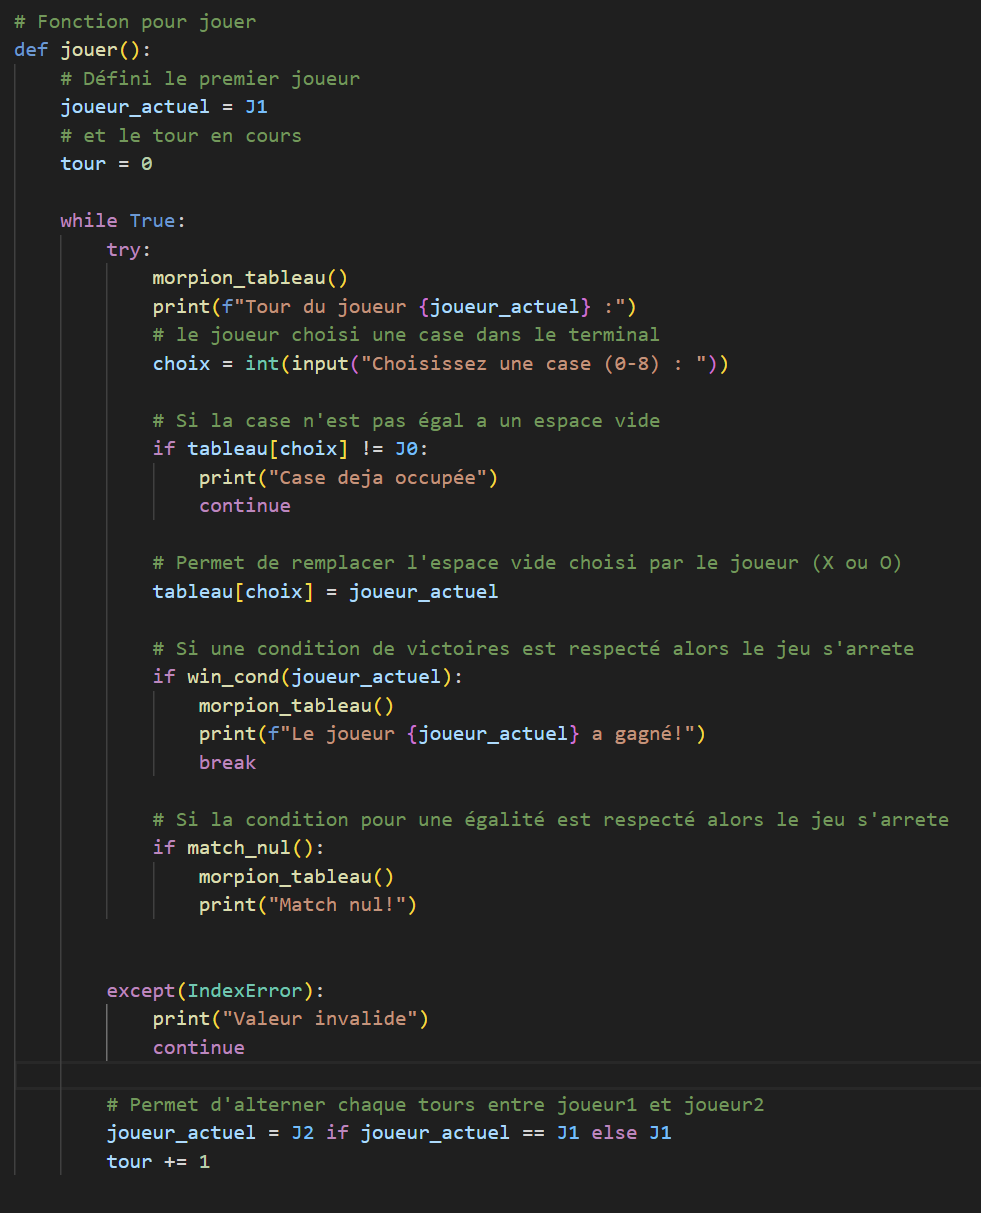 # Fonction pour jouer
def jouer():
    # Défini le premier joueur
    joueur_actuel = J1
    # et le tour en cours
    tour = 0

    while True:
        try:
            morpion_tableau()
            print(f"Tour du joueur {joueur_actuel} :")
            # le joueur choisi une case dans le terminal
            choix = int(input("Choisissez une case (0-8) : "))

            # Si la case n'est pas égal a un espace vide
            if tableau[choix] != J0:
                print("Case deja occupée")
                continue

            # Permet de remplacer l'espace vide choisi par le joueur (X ou O)
            tableau[choix] = joueur_actuel

            # Si une condition de victoires est respecté alors le jeu s'arrete
            if win_cond(joueur_actuel):
                morpion_tableau()
                print(f"Le joueur {joueur_actuel} a gagné!")
                break

            # Si la condition pour une égalité est respecté alors le jeu s'arrete
            if match_nul():
                morpion_tableau()
                print("Match nul!")


        except(IndexError):
            print("Valeur invalide")
            continue

        # Permet d'alterner chaque tours entre joueur1 et joueur2
        joueur_actuel = J2 if joueur_actuel == J1 else J1
        tour += 1